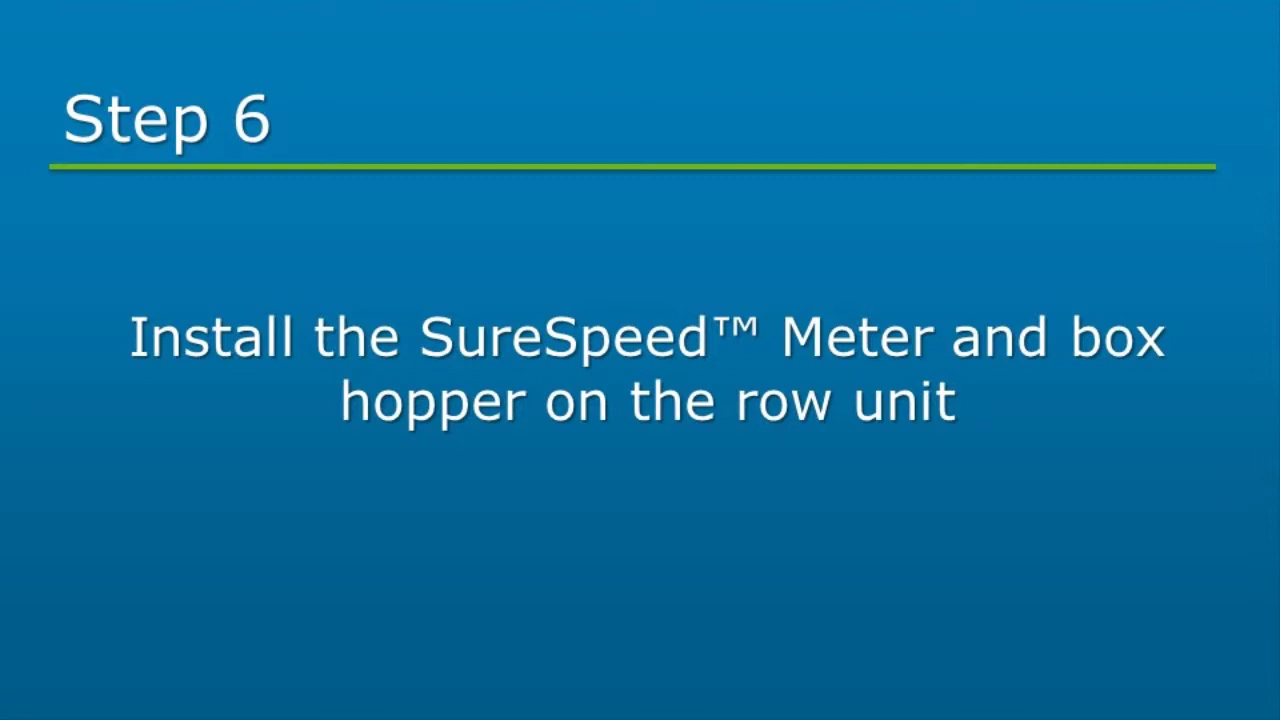 Step 6
Install the SureSpeed™ Meter and box
hopper on the row unit